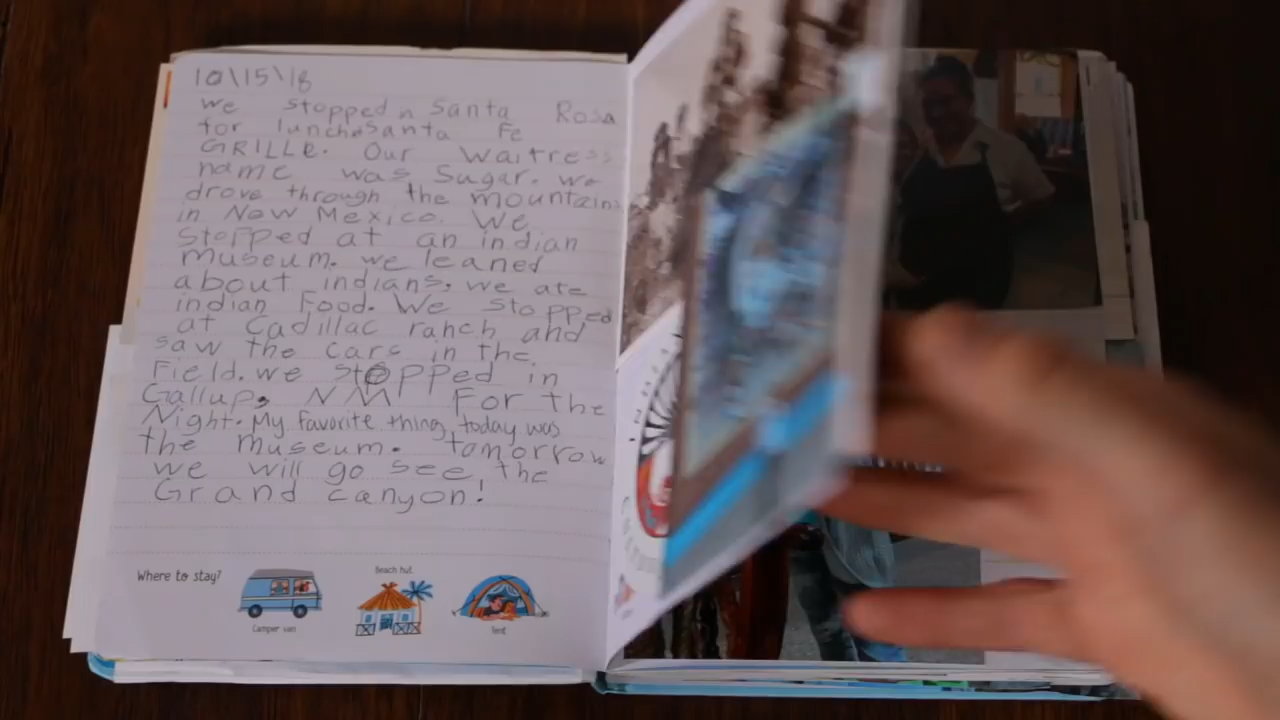 10\15\18
we stopped n Santa Rosa
for lunch@Santa Fe
GRILLE. Our Waitress
name was Sugar. we
drove through the mountains
in New Mexico. We
stopped at an indian
museum. we leaned
about indians. we ate
indian Food. We stopped
at Cadillac ranch and
saw the cars in the
Field. we stopped in
Gallup, NM For the
Night. My Favorite thing today was
the museum. tomorrow
we will go see the
Grand canyon!
Where to stay?
Camper van
Beach hut
Tent